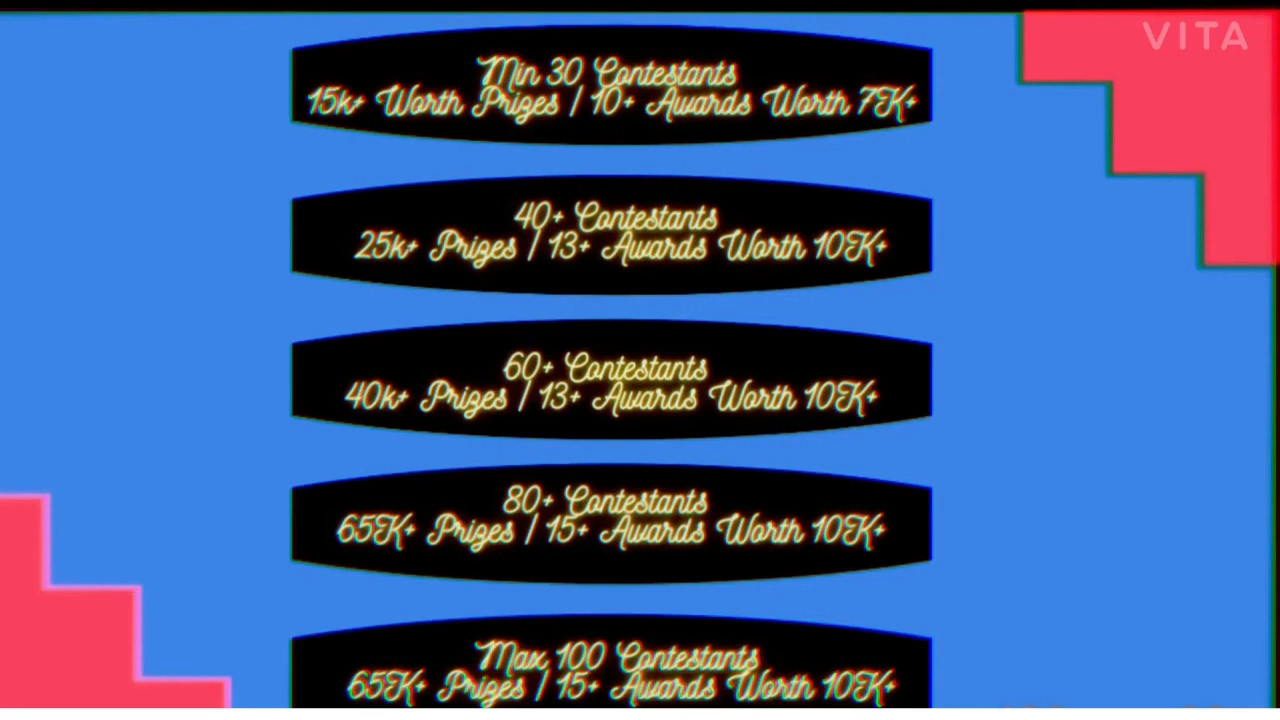 VITA
Min 30 Contestants
15k+ Worth Prizes / 10+ Awards Worth 7K+
40+ Contestants
25k+ Prizes / 13+ Awards Worth 10K+
60+ Contestants
40k+ Prizes / 13+ Awards Worth 10K+
80+ Contestants
65K+ Prizes / 15+ Awards Worth 10K+
Max 100 Contestants
65K+ Prizes / 15+ Awards Worth 10K+